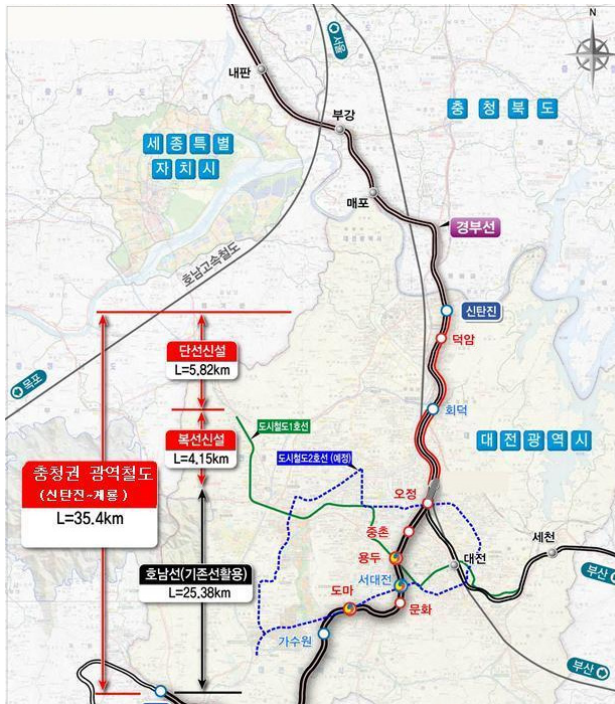 N
서울
내판
충청북도
부강
세종특별
자치시
매포
경부선
호남고속철도
신탄진
덕암
단선신설
L=5.82km
목포
회덕
도시철도1호선
복선신설
L=4.15km
대전광역시
도시철도2호선 (예정)
충청권 광역철도
(신탄진~계룡)
L=35.4km
오정
중촌
세천
용두
대전
호남선(기존선활용)
L=25.38km
서대전
부산
도마
문화
가수원
부산